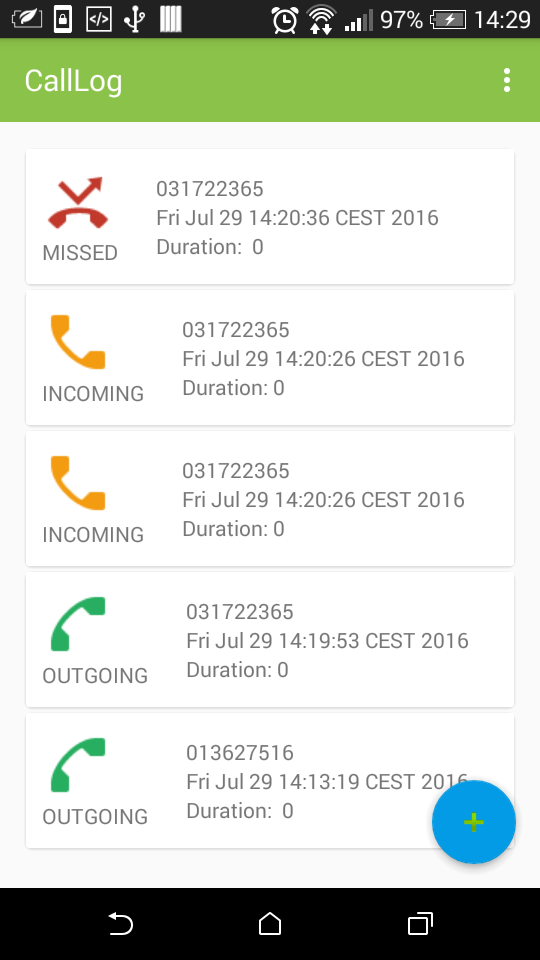 97% 14:29
CallLog
031722365
Fri Jul 29 14:20:36 CEST 2016
MISSED
Duration:  0
031722365
Fri Jul 29 14:20:26 CEST 2016
INCOMING
Duration: 0
031722365
Fri Jul 29 14:20:26 CEST 2016
INCOMING
Duration: 0
031722365
Fri Jul 29 14:19:53 CEST 2016
OUTGOING
Duration: 0
013627516
Fri Jul 29 14:13:19 CEST 2016
OUTGOING
Duration:  0
+